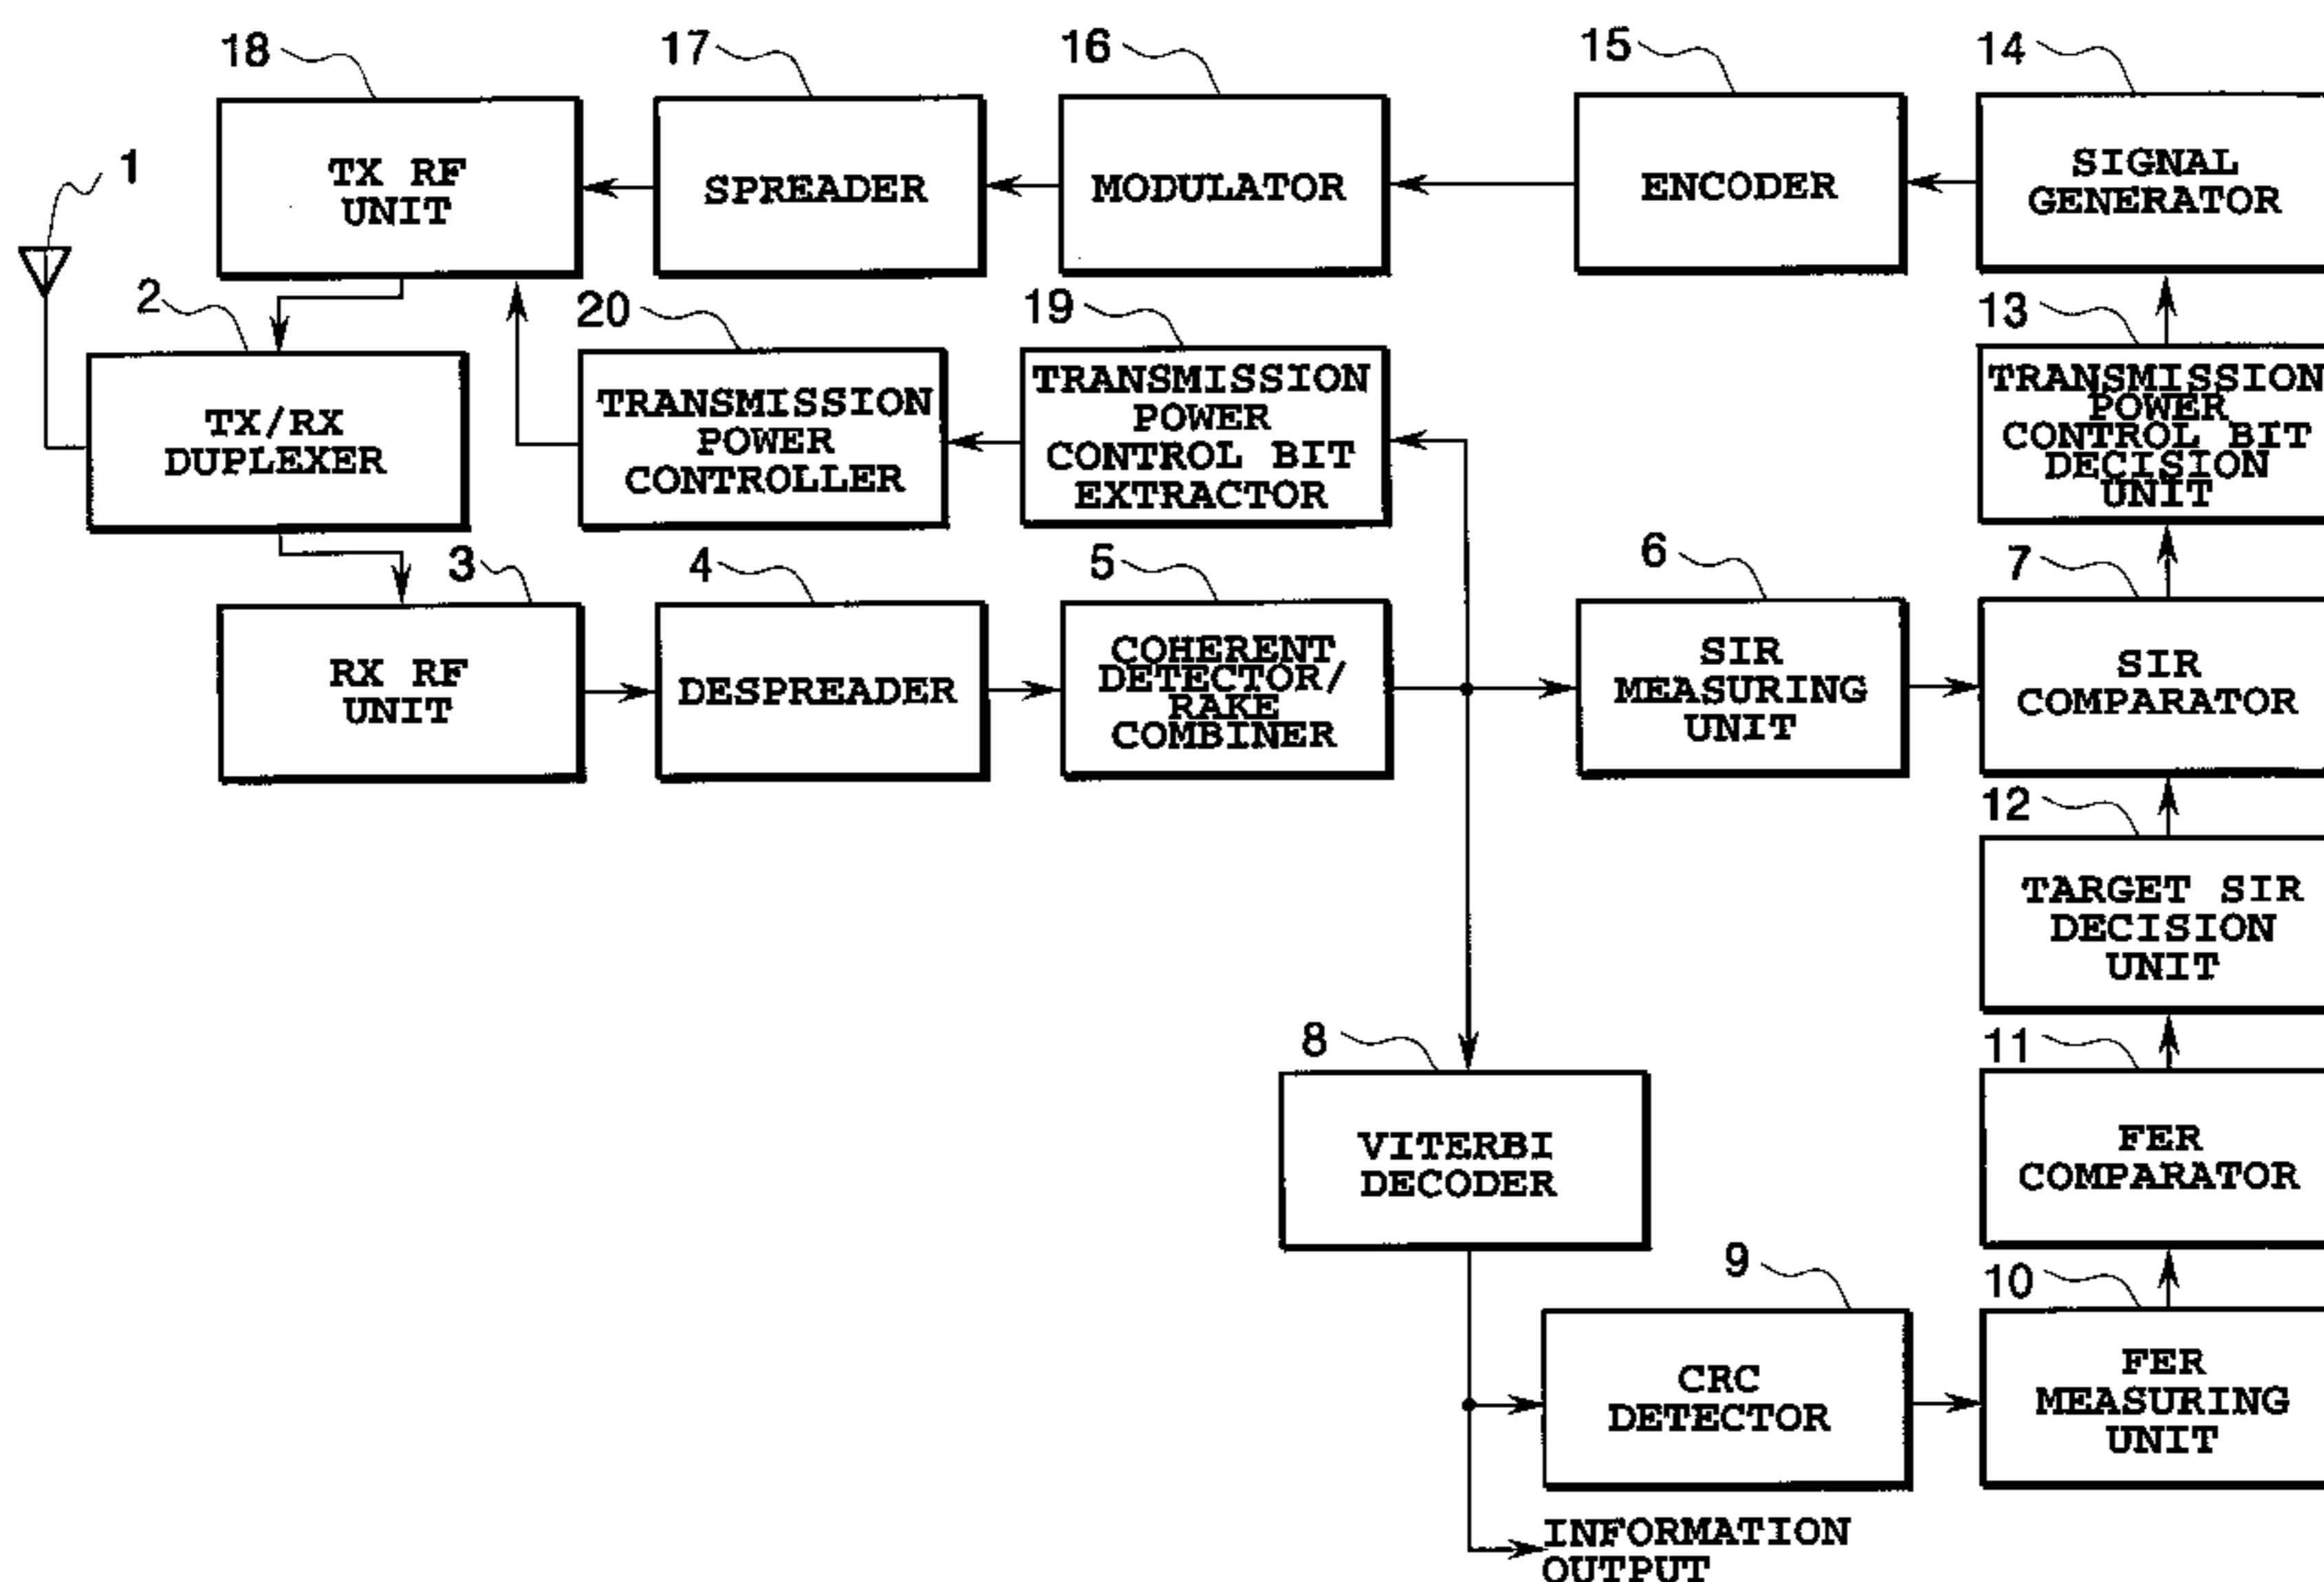 18
17
16
15
14
1
TX RF
UNIT
SPREADER
MODULATOR
ENCODER
SIGNAL
GENERATOR
2
20
19
13
TX/RX
DUPLEXER
TRANSMISSION
POWER
CONTROLLER
TRANSMISSION
POWER
CONTROL BIT
EXTRACTOR
TRANSMISSION
POWER
CONTROL BIT
DECISION
UNIT
3
4
5
6
7
RX RF
UNIT
DESPREADER
COHERENT
DETECTOR/
RAKE
COMBINER
SIR
MEASURING
UNIT
SIR
COMPARATOR
12
TARGET SIR
DECISION
UNIT
8
11
VITERBI
DECODER
FER
COMPARATOR
9
10
CRC
DETECTOR
FER
MEASURING
UNIT
INFORMATION
OUTPUT